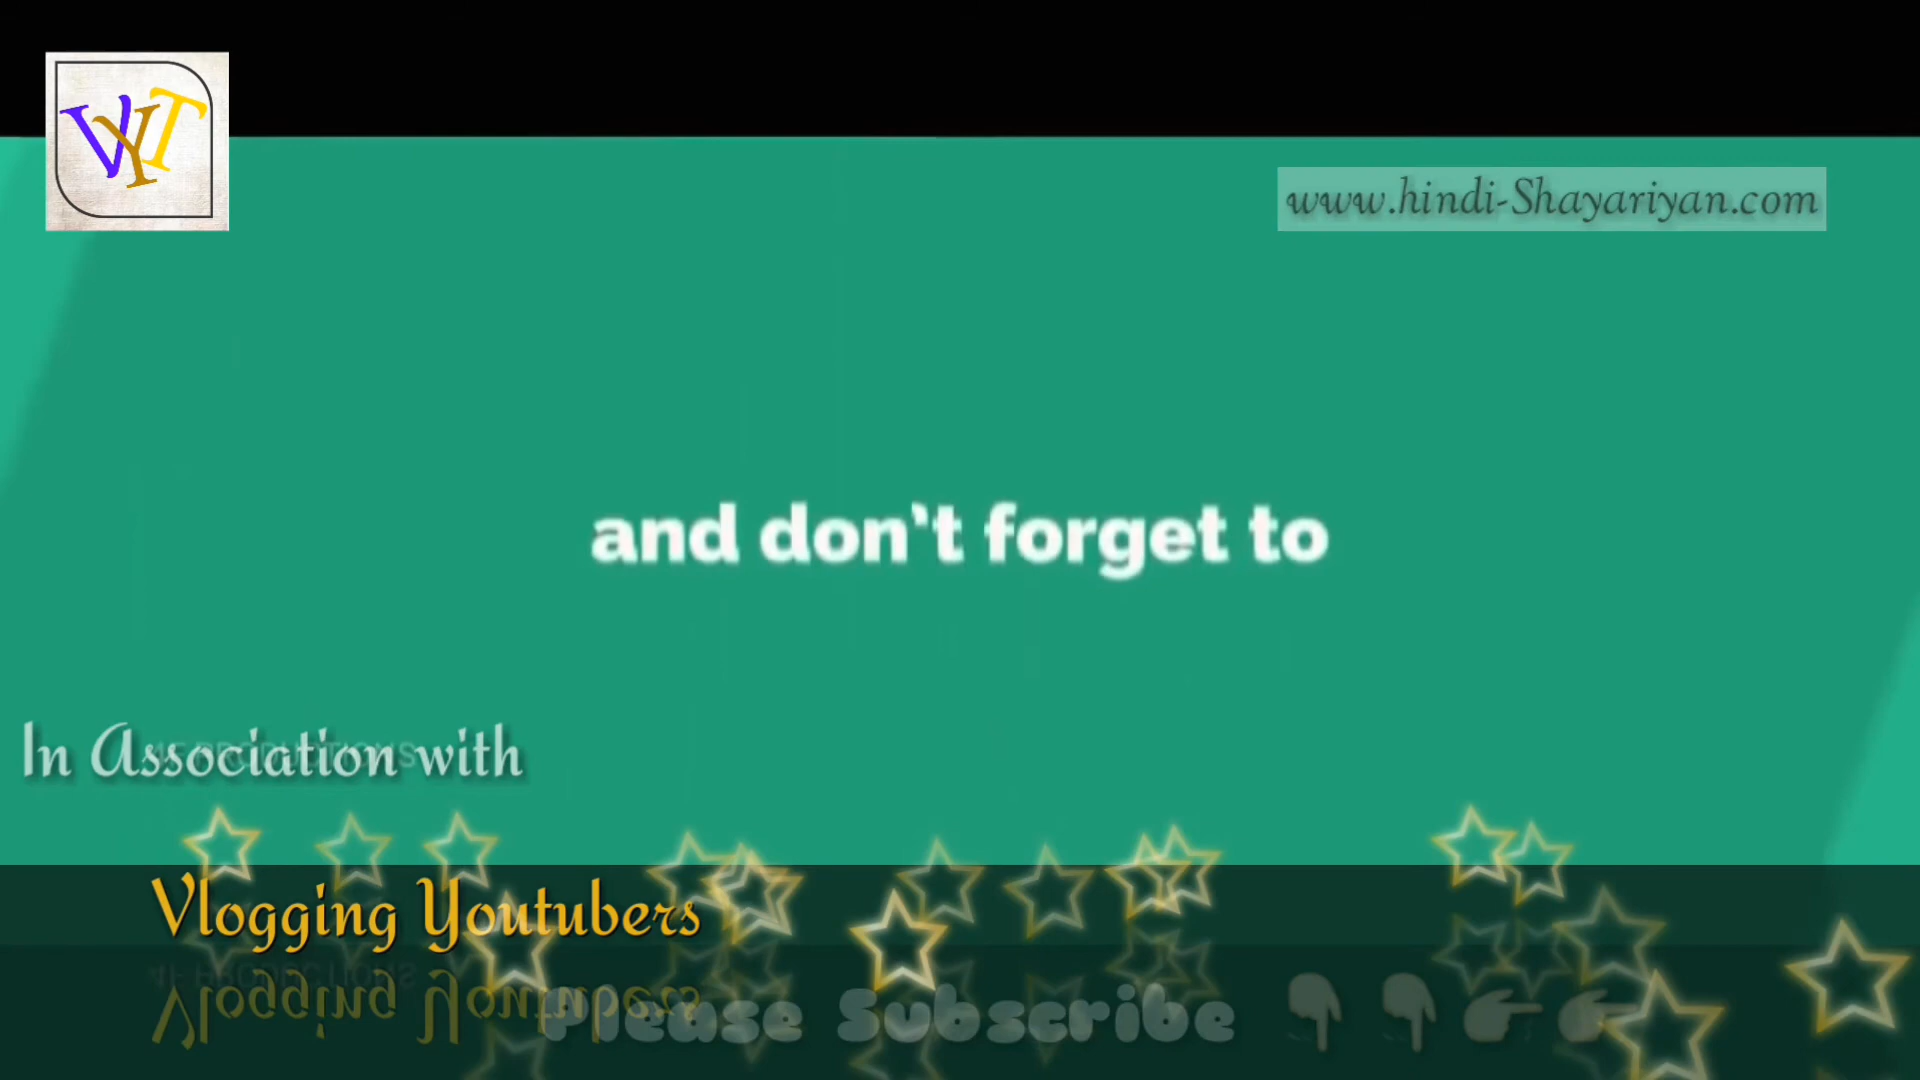 VYT
www.hindi-Shayariyan.com
and don't forget to
In Association with
Vlogging Youtubers
Please Subscribe 👇 👇 👉 👉